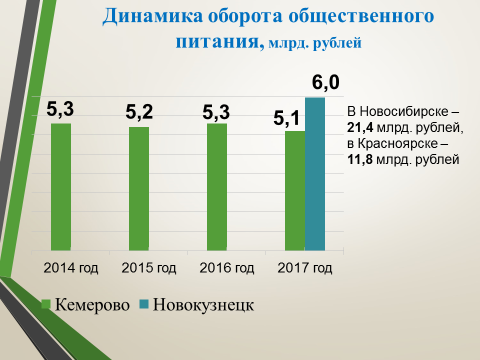 Динамика оборота общественного
питания, млрд. рублей
5,3
5,2
5,3
5,1
6,0
В Новосибирске –
21,4 млрд. рублей,
в Красноярске –
11,8 млрд. рублей
2014 год
2015 год
2016 год
2017 год
Кемерово
Новокузнецк